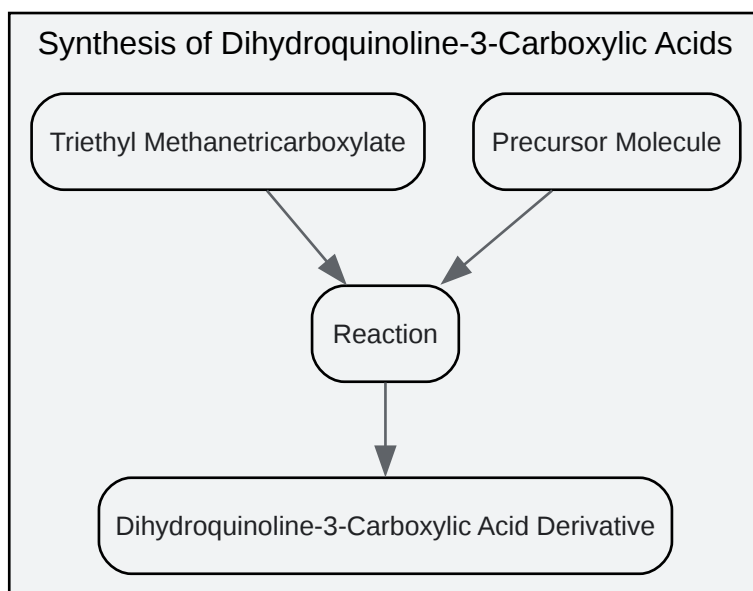 Synthesis of Dihydroquinoline-3-Carboxylic Acids
Triethyl Methanetricarboxylate
Precursor Molecule
Reaction
Dihydroquinoline-3-Carboxylic Acid Derivative